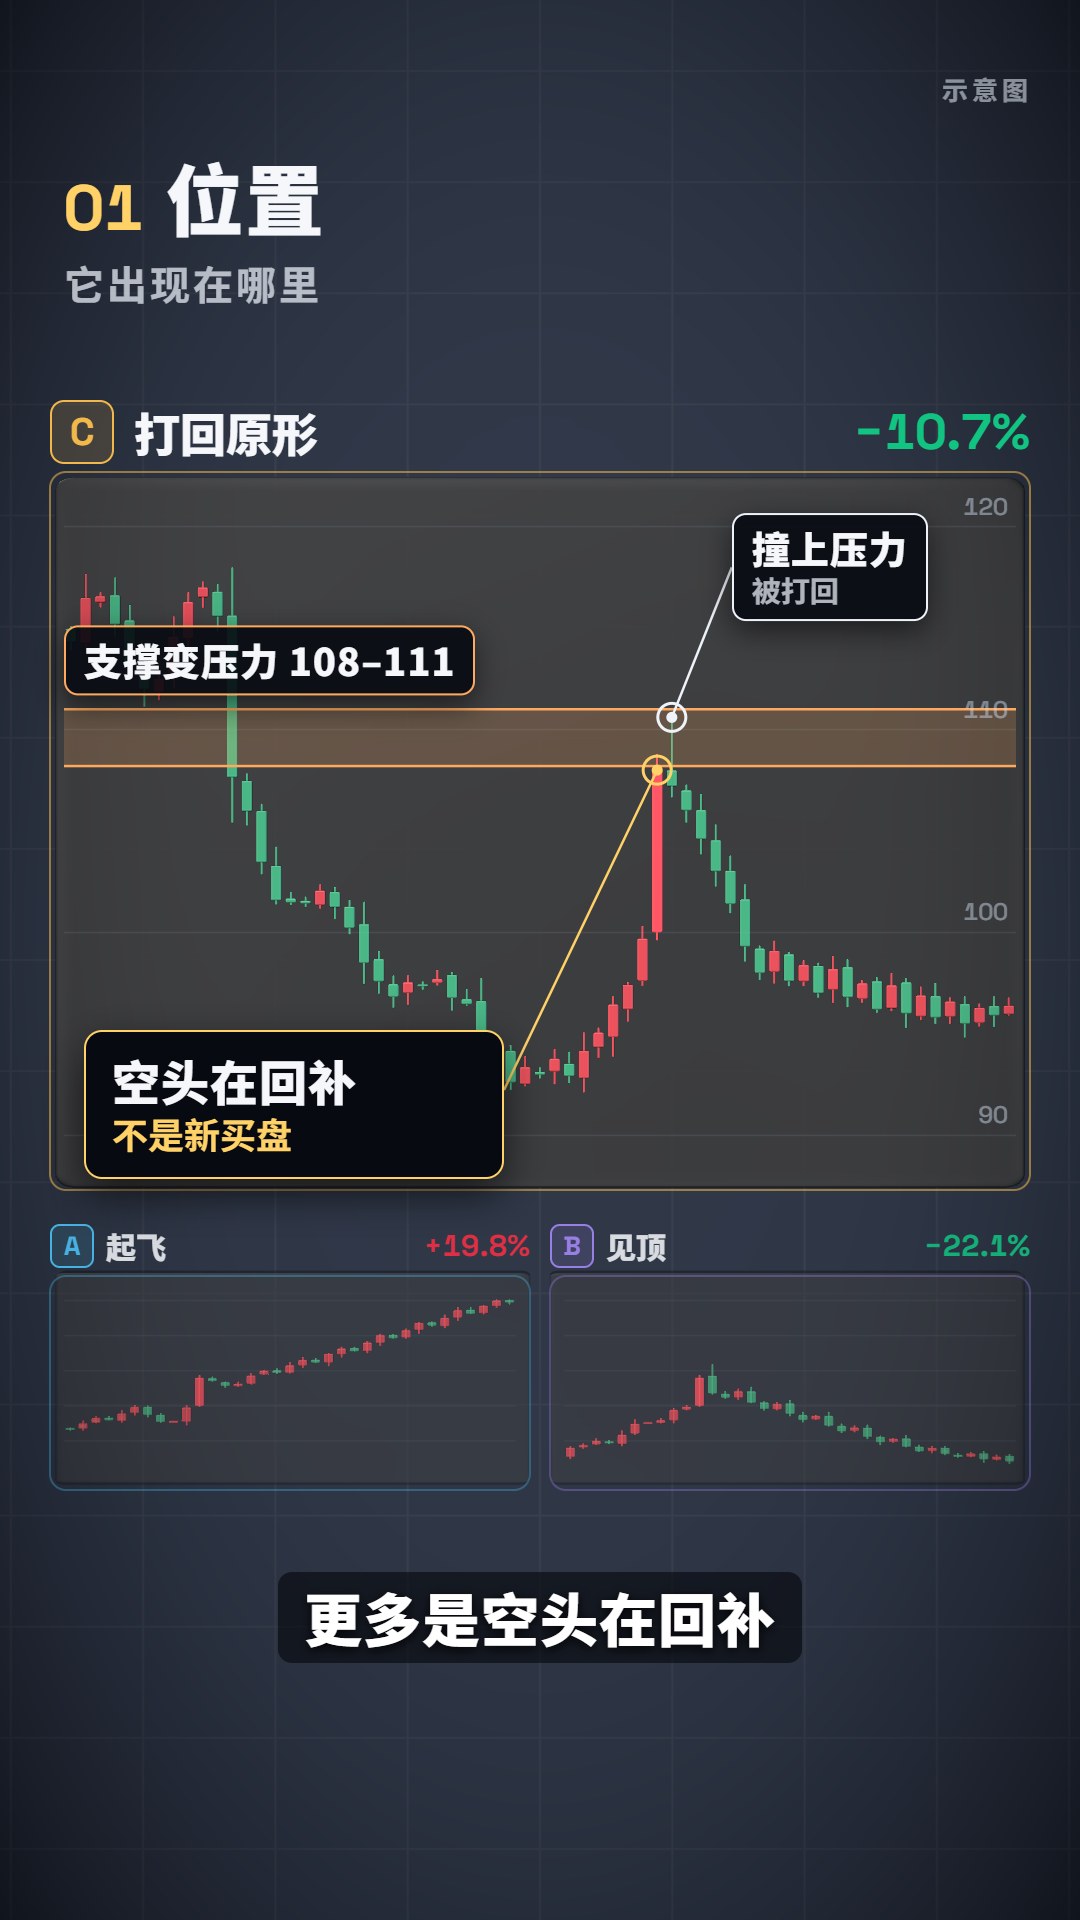 示意图
01 位置
它出现在哪里
C 打回原形 -10.7%
120
撞上压力
被打回
支撑变压力 108–111
110
100
空头在回补
不是新买盘
90
A 起飞 +19.8%
B 见顶 -22.1%
更多是空头在回补